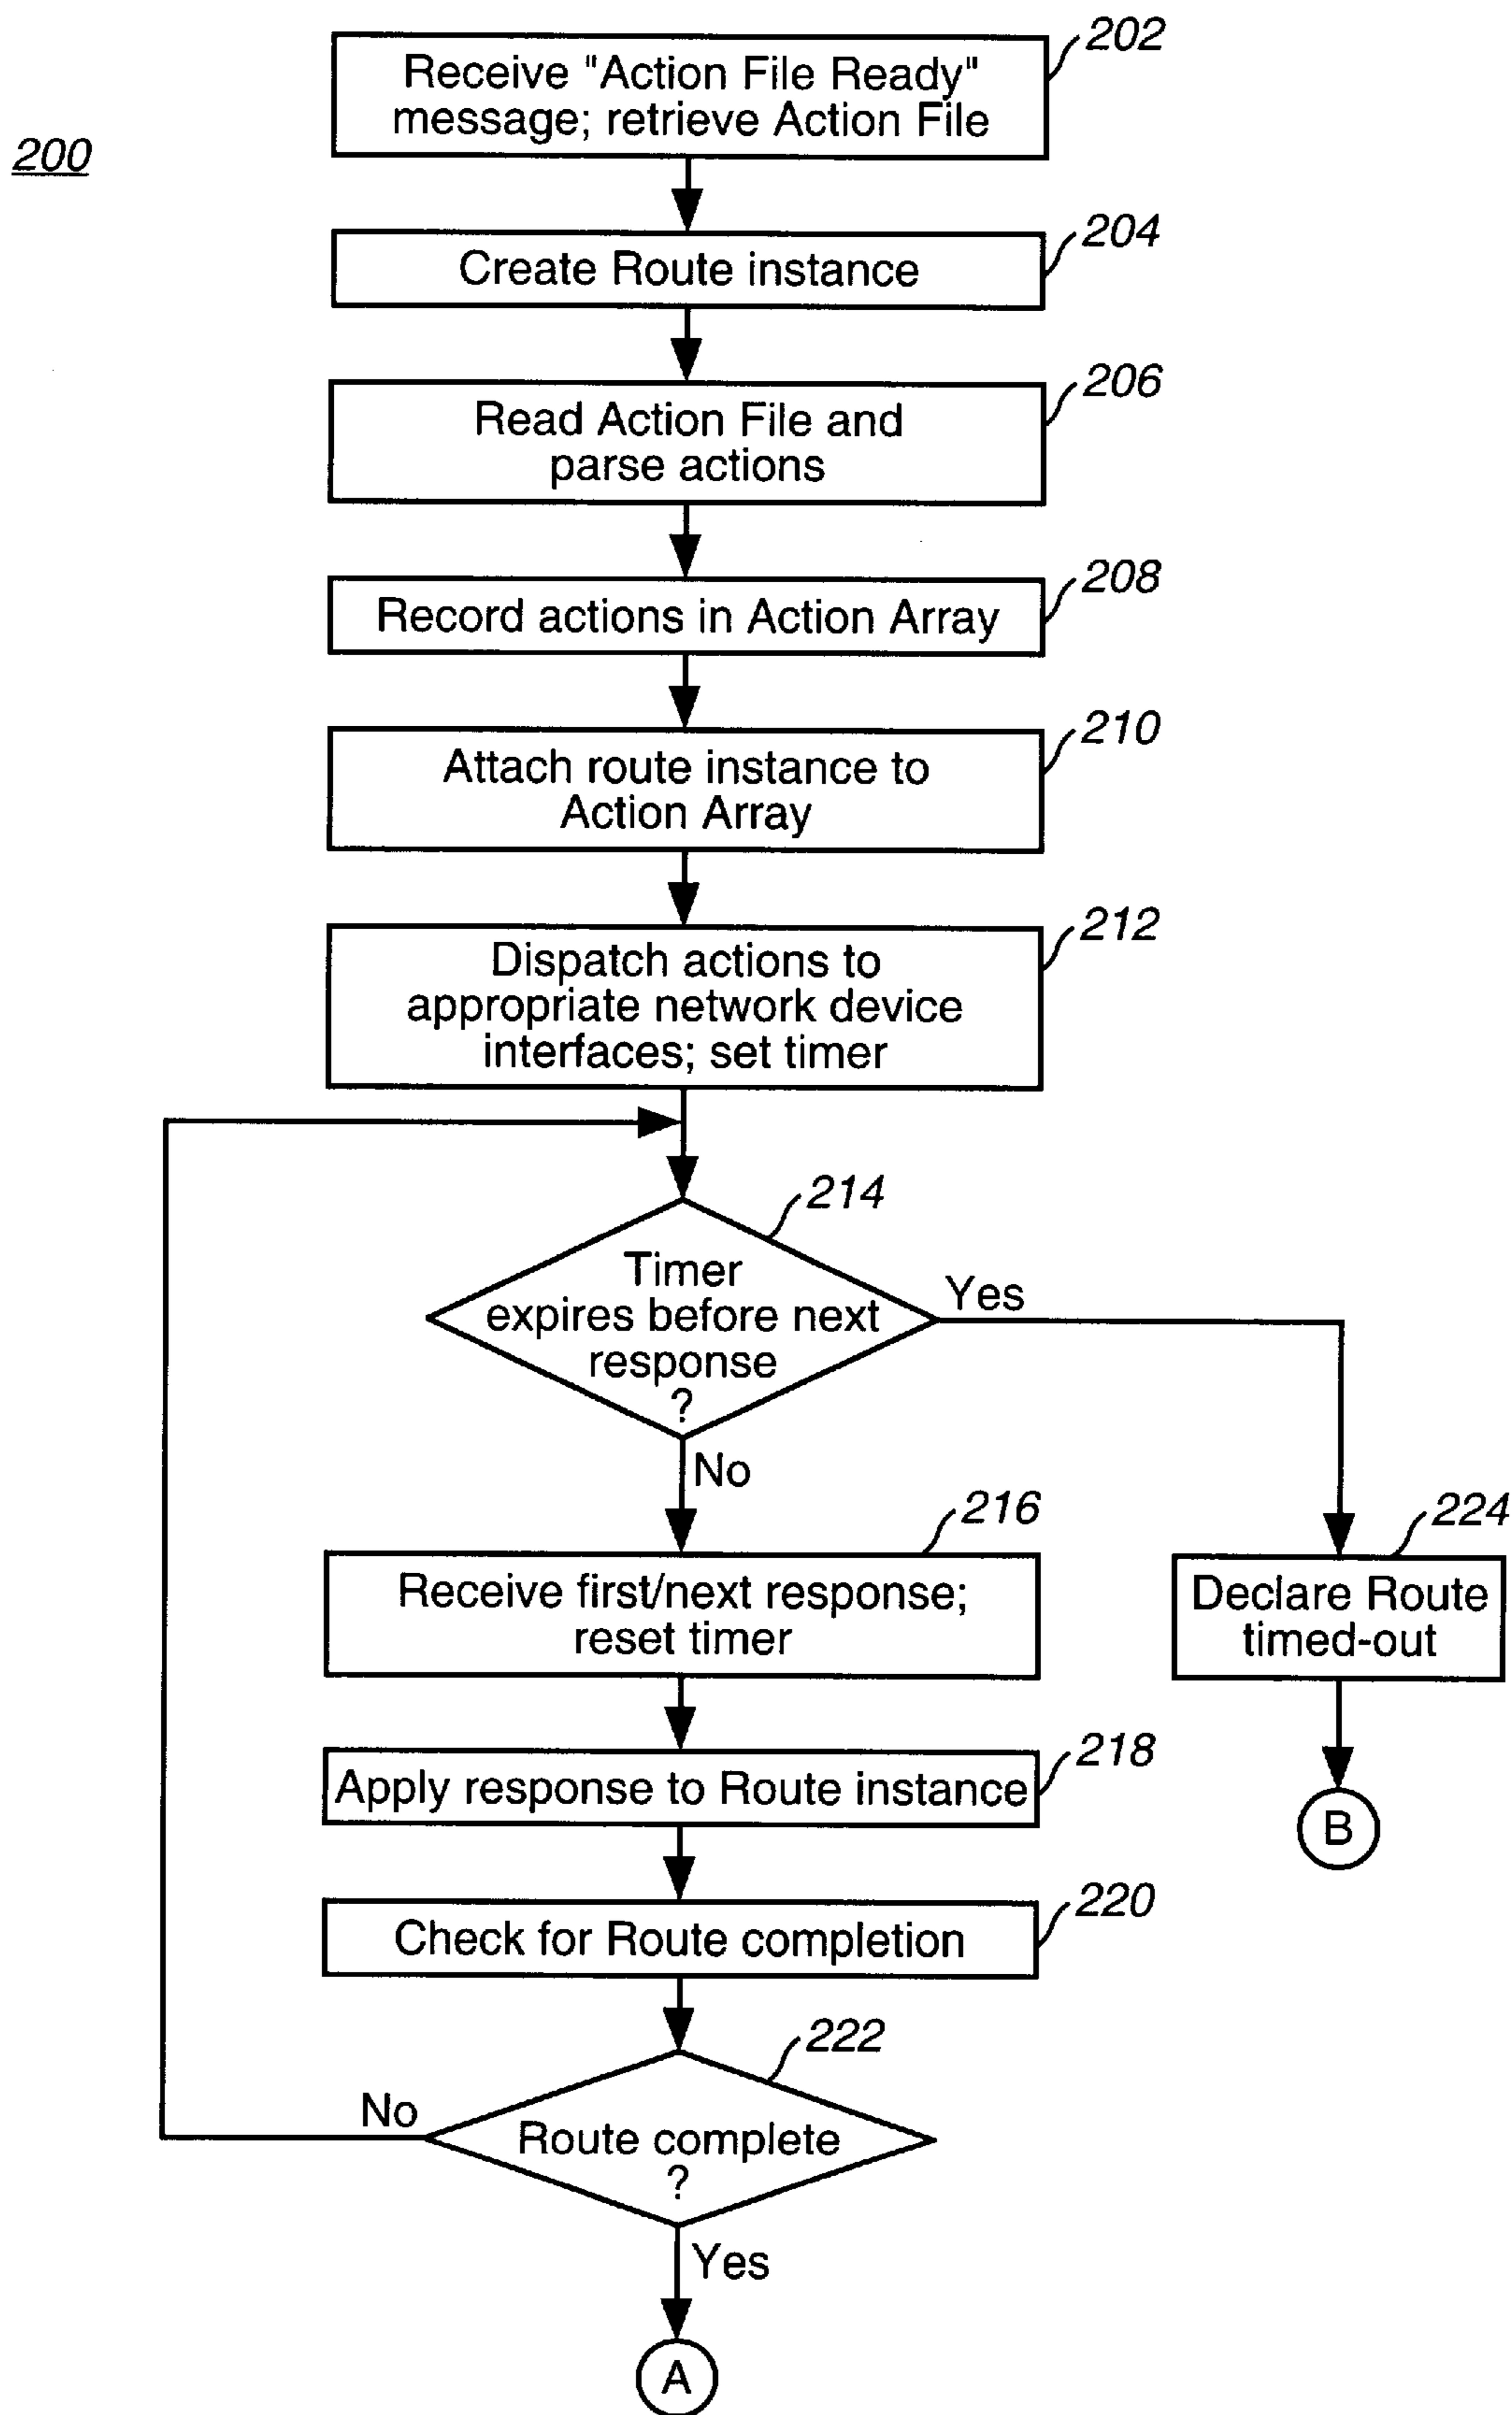 202
Receive "Action File Ready"
message; retrieve Action File
200
204
Create Route instance
206
Read Action File and
parse actions
208
Record actions in Action Array
210
Attach route instance to
Action Array
212
Dispatch actions to
appropriate network device
interfaces; set timer
214
Timer
expires before next
response
?
Yes
No
216
Receive first/next response;
reset timer
224
Declare Route
timed-out
218
Apply response to Route instance
B
220
Check for Route completion
222
No
Route complete
?
Yes
A